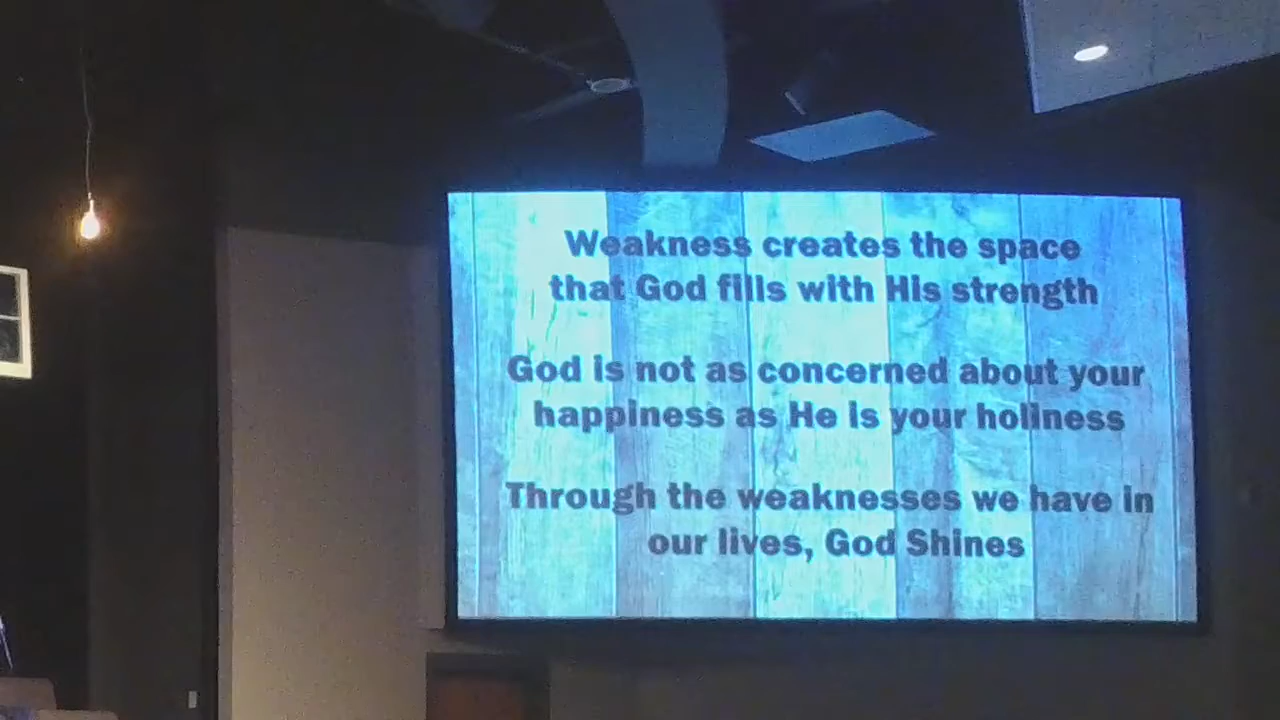 Weakness creates the space
that God fills with His strength
God is not as concerned about your
happiness as He is your holiness
Through the weaknesses we have in
our lives, God Shines